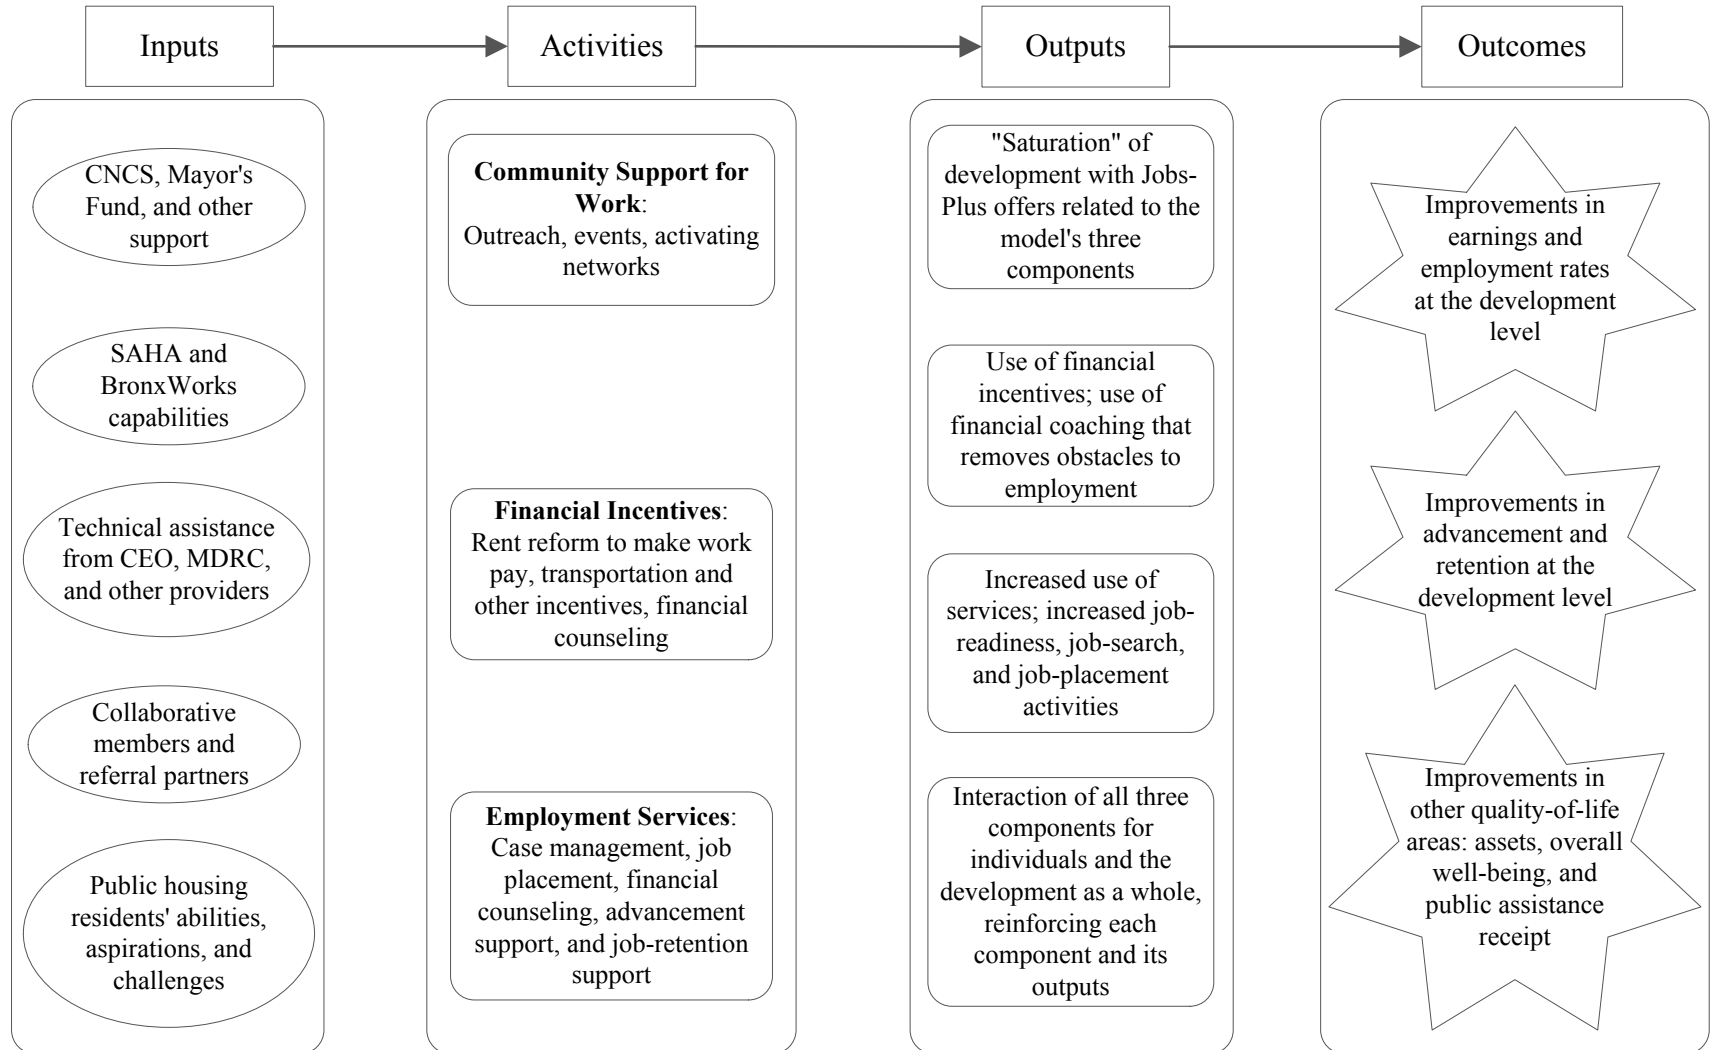 Inputs
Activities
Outputs
Outcomes
CNCS, Mayor's
Fund, and other
support
SAHA and
BronxWorks
capabilities
Technical assistance
from CEO, MDRC,
and other providers
Collaborative
members and
referral partners
Public housing
residents' abilities,
aspirations, and
challenges
Community Support for
Work:
Outreach, events, activating
networks
Financial Incentives:
Rent reform to make work
pay, transportation and
other incentives, financial
counseling
Employment Services:
Case management, job
placement, financial
counseling, advancement
support, and job-retention
support
"Saturation" of
development with Jobs-
Plus offers related to the
model's three
components
Use of financial
incentives; use of
financial coaching that
removes obstacles to
employment
Increased use of
services; increased job-
readiness, job-search,
and job-placement
activities
Interaction of all three
components for
individuals and the
development as a whole,
reinforcing each
component and its
outputs
Improvements in
earnings and
employment rates
at the development
level
Improvements in
advancement and
retention at the
development level
Improvements in
other quality-of-life
areas: assets, overall
well-being, and
public assistance
receipt